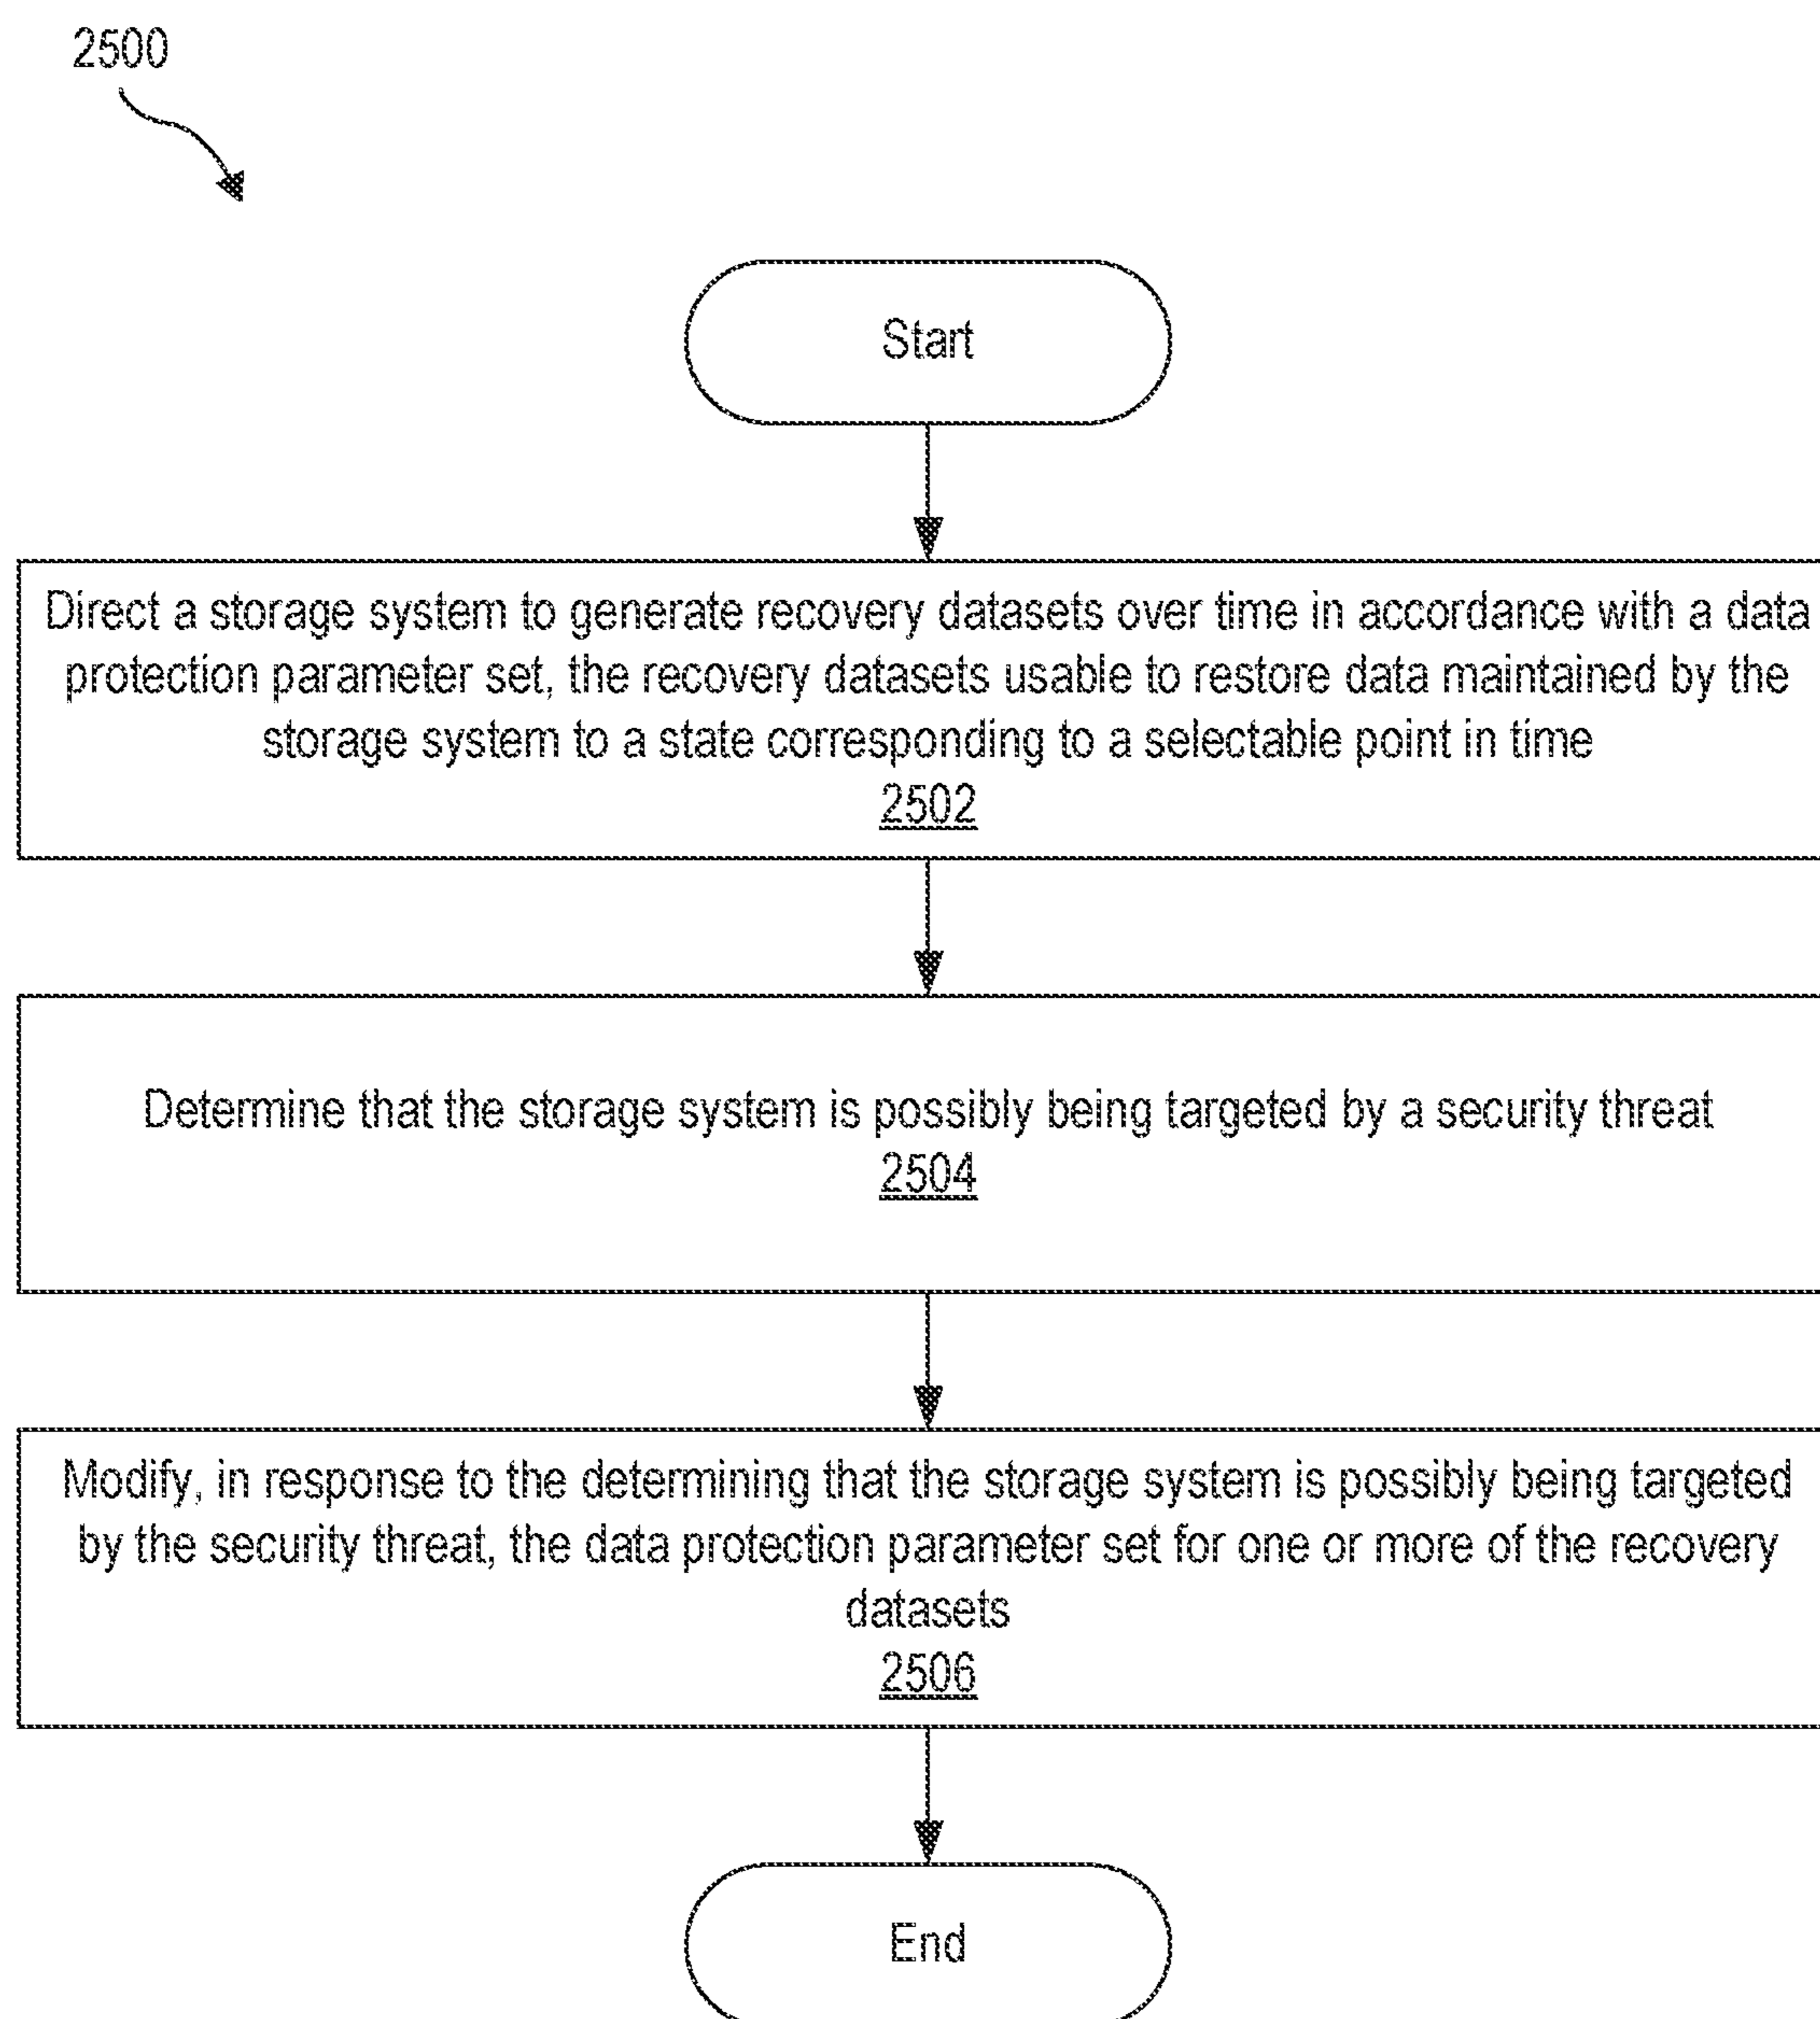 2500
Start
Direct a storage system to generate recovery datasets over time in accordance with a data
protection parameter set, the recovery datasets usable to restore data maintained by the
storage system to a state corresponding to a selectable point in time
2502
Determine that the storage system is possibly being targeted by a security threat
2504
Modify, in response to the determining that the storage system is possibly being targeted
by the security threat, the data protection parameter set for one or more of the recovery
datasets
2506
End